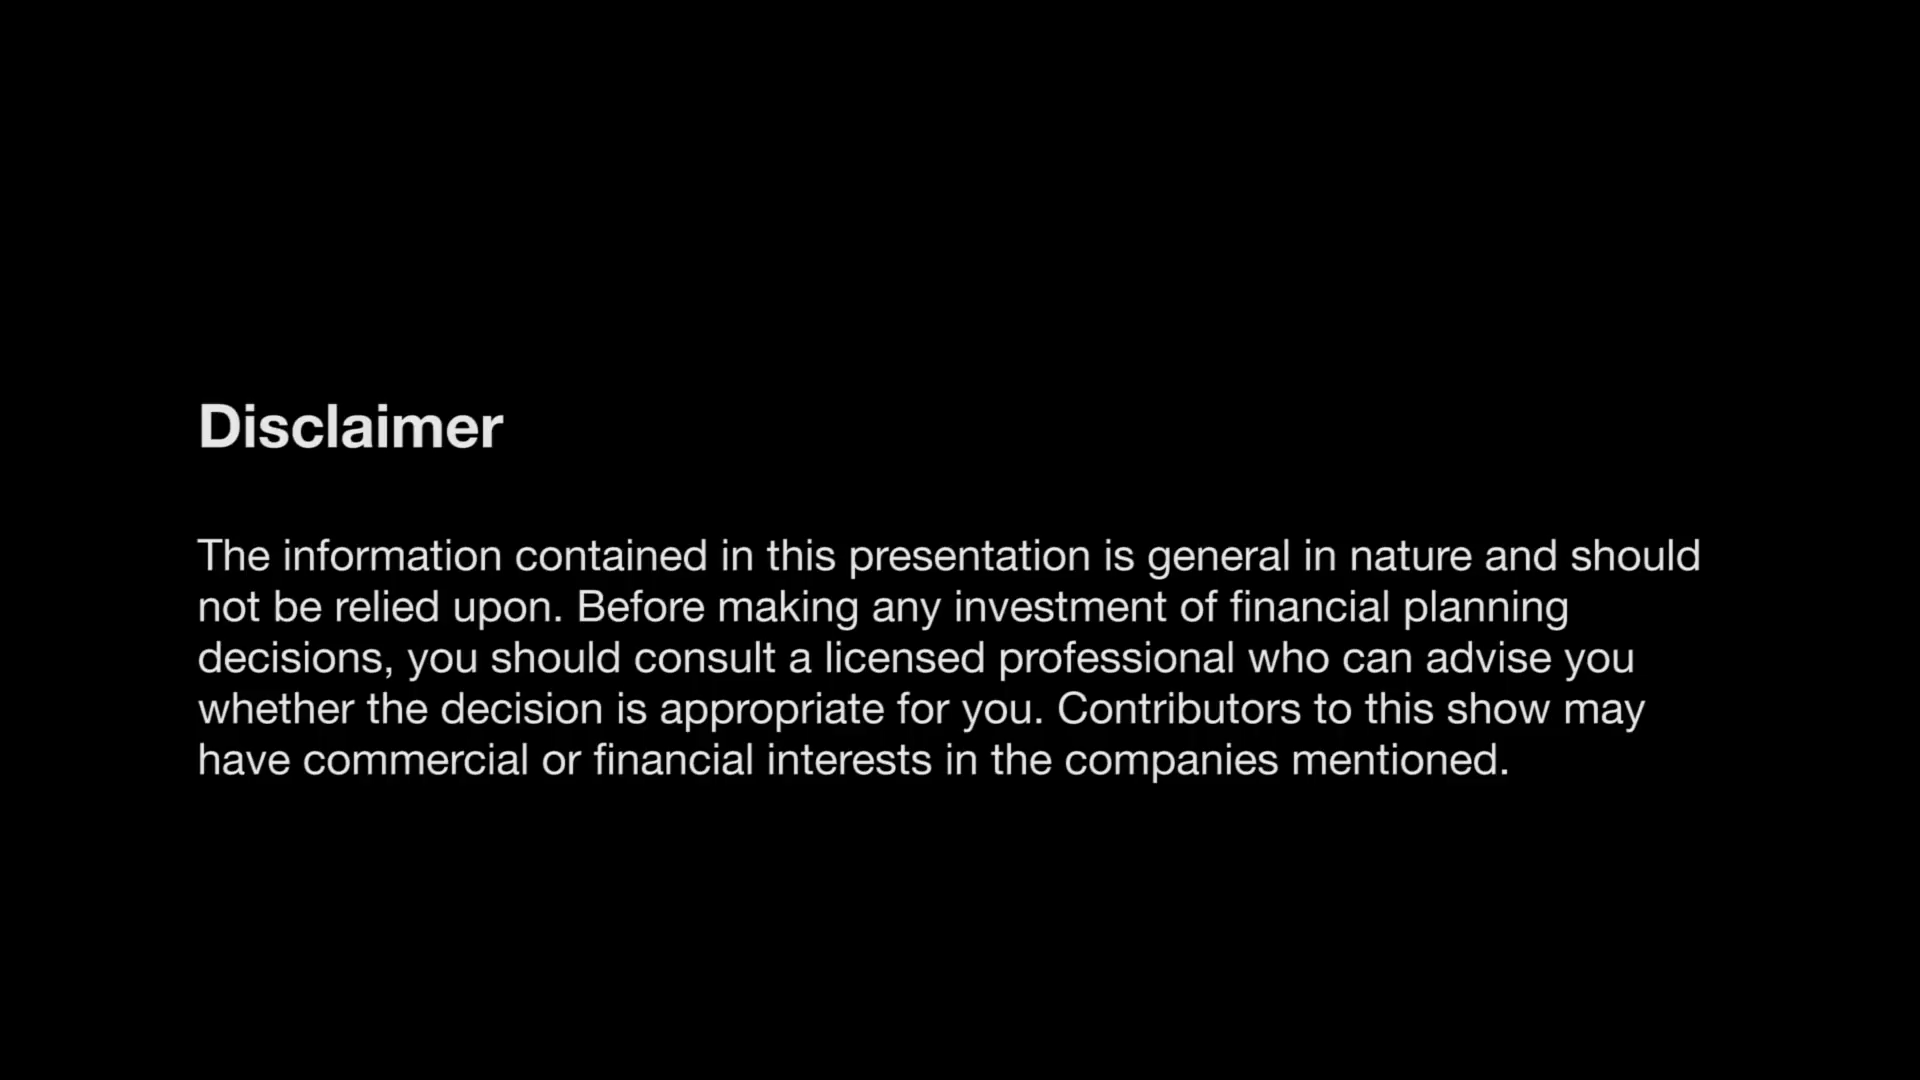 Disclaimer
The information contained in this presentation is general in nature and should
not be relied upon. Before making any investment of financial planning
decisions, you should consult a licensed professional who can advise you
whether the decision is appropriate for you. Contributors to this show may
have commercial or financial interests in the companies mentioned.